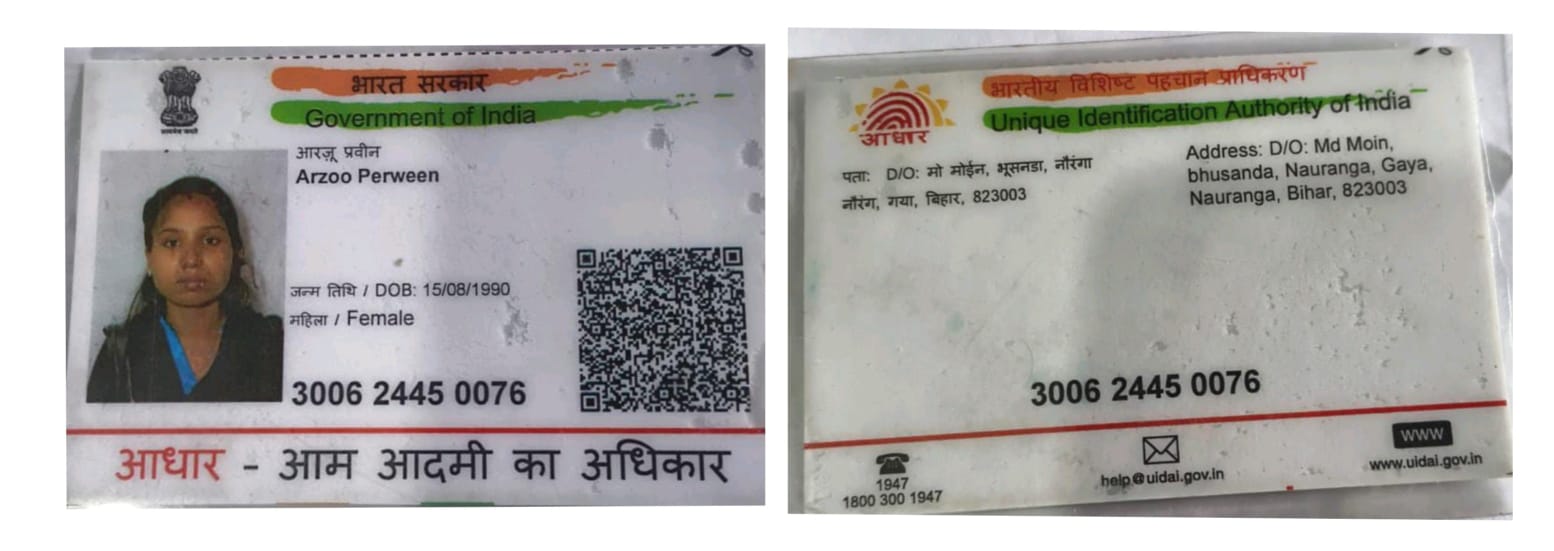 भारत सरकार
Government of India
आरज़ू प्रवीन
Arzoo Perween
जन्म तिथि / DOB: 15/08/1990
महिला / Female
3006 2445 0076
आधार - आम आदमी का अधिकार
भारतीय विशिष्ट पहचान प्राधिकरण
Unique Identification Authority of India
आधार
पता: D/O: मो मोईन, भूसनडा, नौरंगा
नौरंग, गया, बिहार, 823003
Address: D/O: Md Moin,
bhusanda, Nauranga, Gaya,
Nauranga, Bihar, 823003
3006 2445 0076
1947
1800 300 1947
help@uidai.gov.in
WWW
www.uidai.gov.in